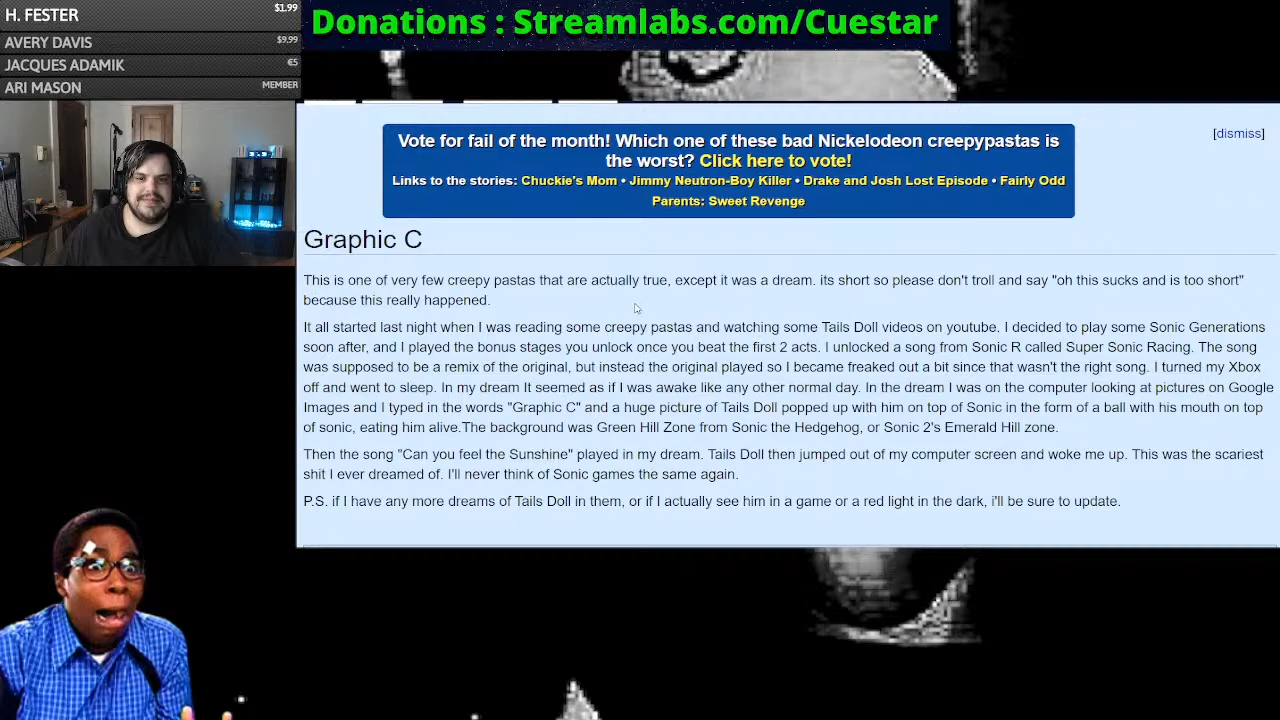 H. FESTER $1.99
AVERY DAVIS $9.99
JACQUES ADAMIK €5
ARI MASON MEMBER
Donations : Streamlabs.com/Cuestar
Vote for fail of the month! Which one of these bad Nickelodeon creepypastas is
the worst? Click here to vote!
Links to the stories: Chuckie's Mom • Jimmy Neutron-Boy Killer • Drake and Josh Lost Episode • Fairly Odd
Parents: Sweet Revenge
[dismiss]
Graphic C
This is one of very few creepy pastas that are actually true, except it was a dream. its short so please don't troll and say "oh this sucks and is too short"
because this really happened.
It all started last night when I was reading some creepy pastas and watching some Tails Doll videos on youtube. I decided to play some Sonic Generations
soon after, and I played the bonus stages you unlock once you beat the first 2 acts. I unlocked a song from Sonic R called Super Sonic Racing. The song
was supposed to be a remix of the original, but instead the original played so I became freaked out a bit since that wasn't the right song. I turned my Xbox
off and went to sleep. In my dream It seemed as if I was awake like any other normal day. In the dream I was on the computer looking at pictures on Google
Images and I typed in the words "Graphic C" and a huge picture of Tails Doll popped up with him on top of Sonic in the form of a ball with his mouth on top
of sonic, eating him alive.The background was Green Hill Zone from Sonic the Hedgehog, or Sonic 2's Emerald Hill zone.
Then the song "Can you feel the Sunshine" played in my dream. Tails Doll then jumped out of my computer screen and woke me up. This was the scariest
shit I ever dreamed of. I'll never think of Sonic games the same again.
P.S. if I have any more dreams of Tails Doll in them, or if I actually see him in a game or a red light in the dark, i'll be sure to update.